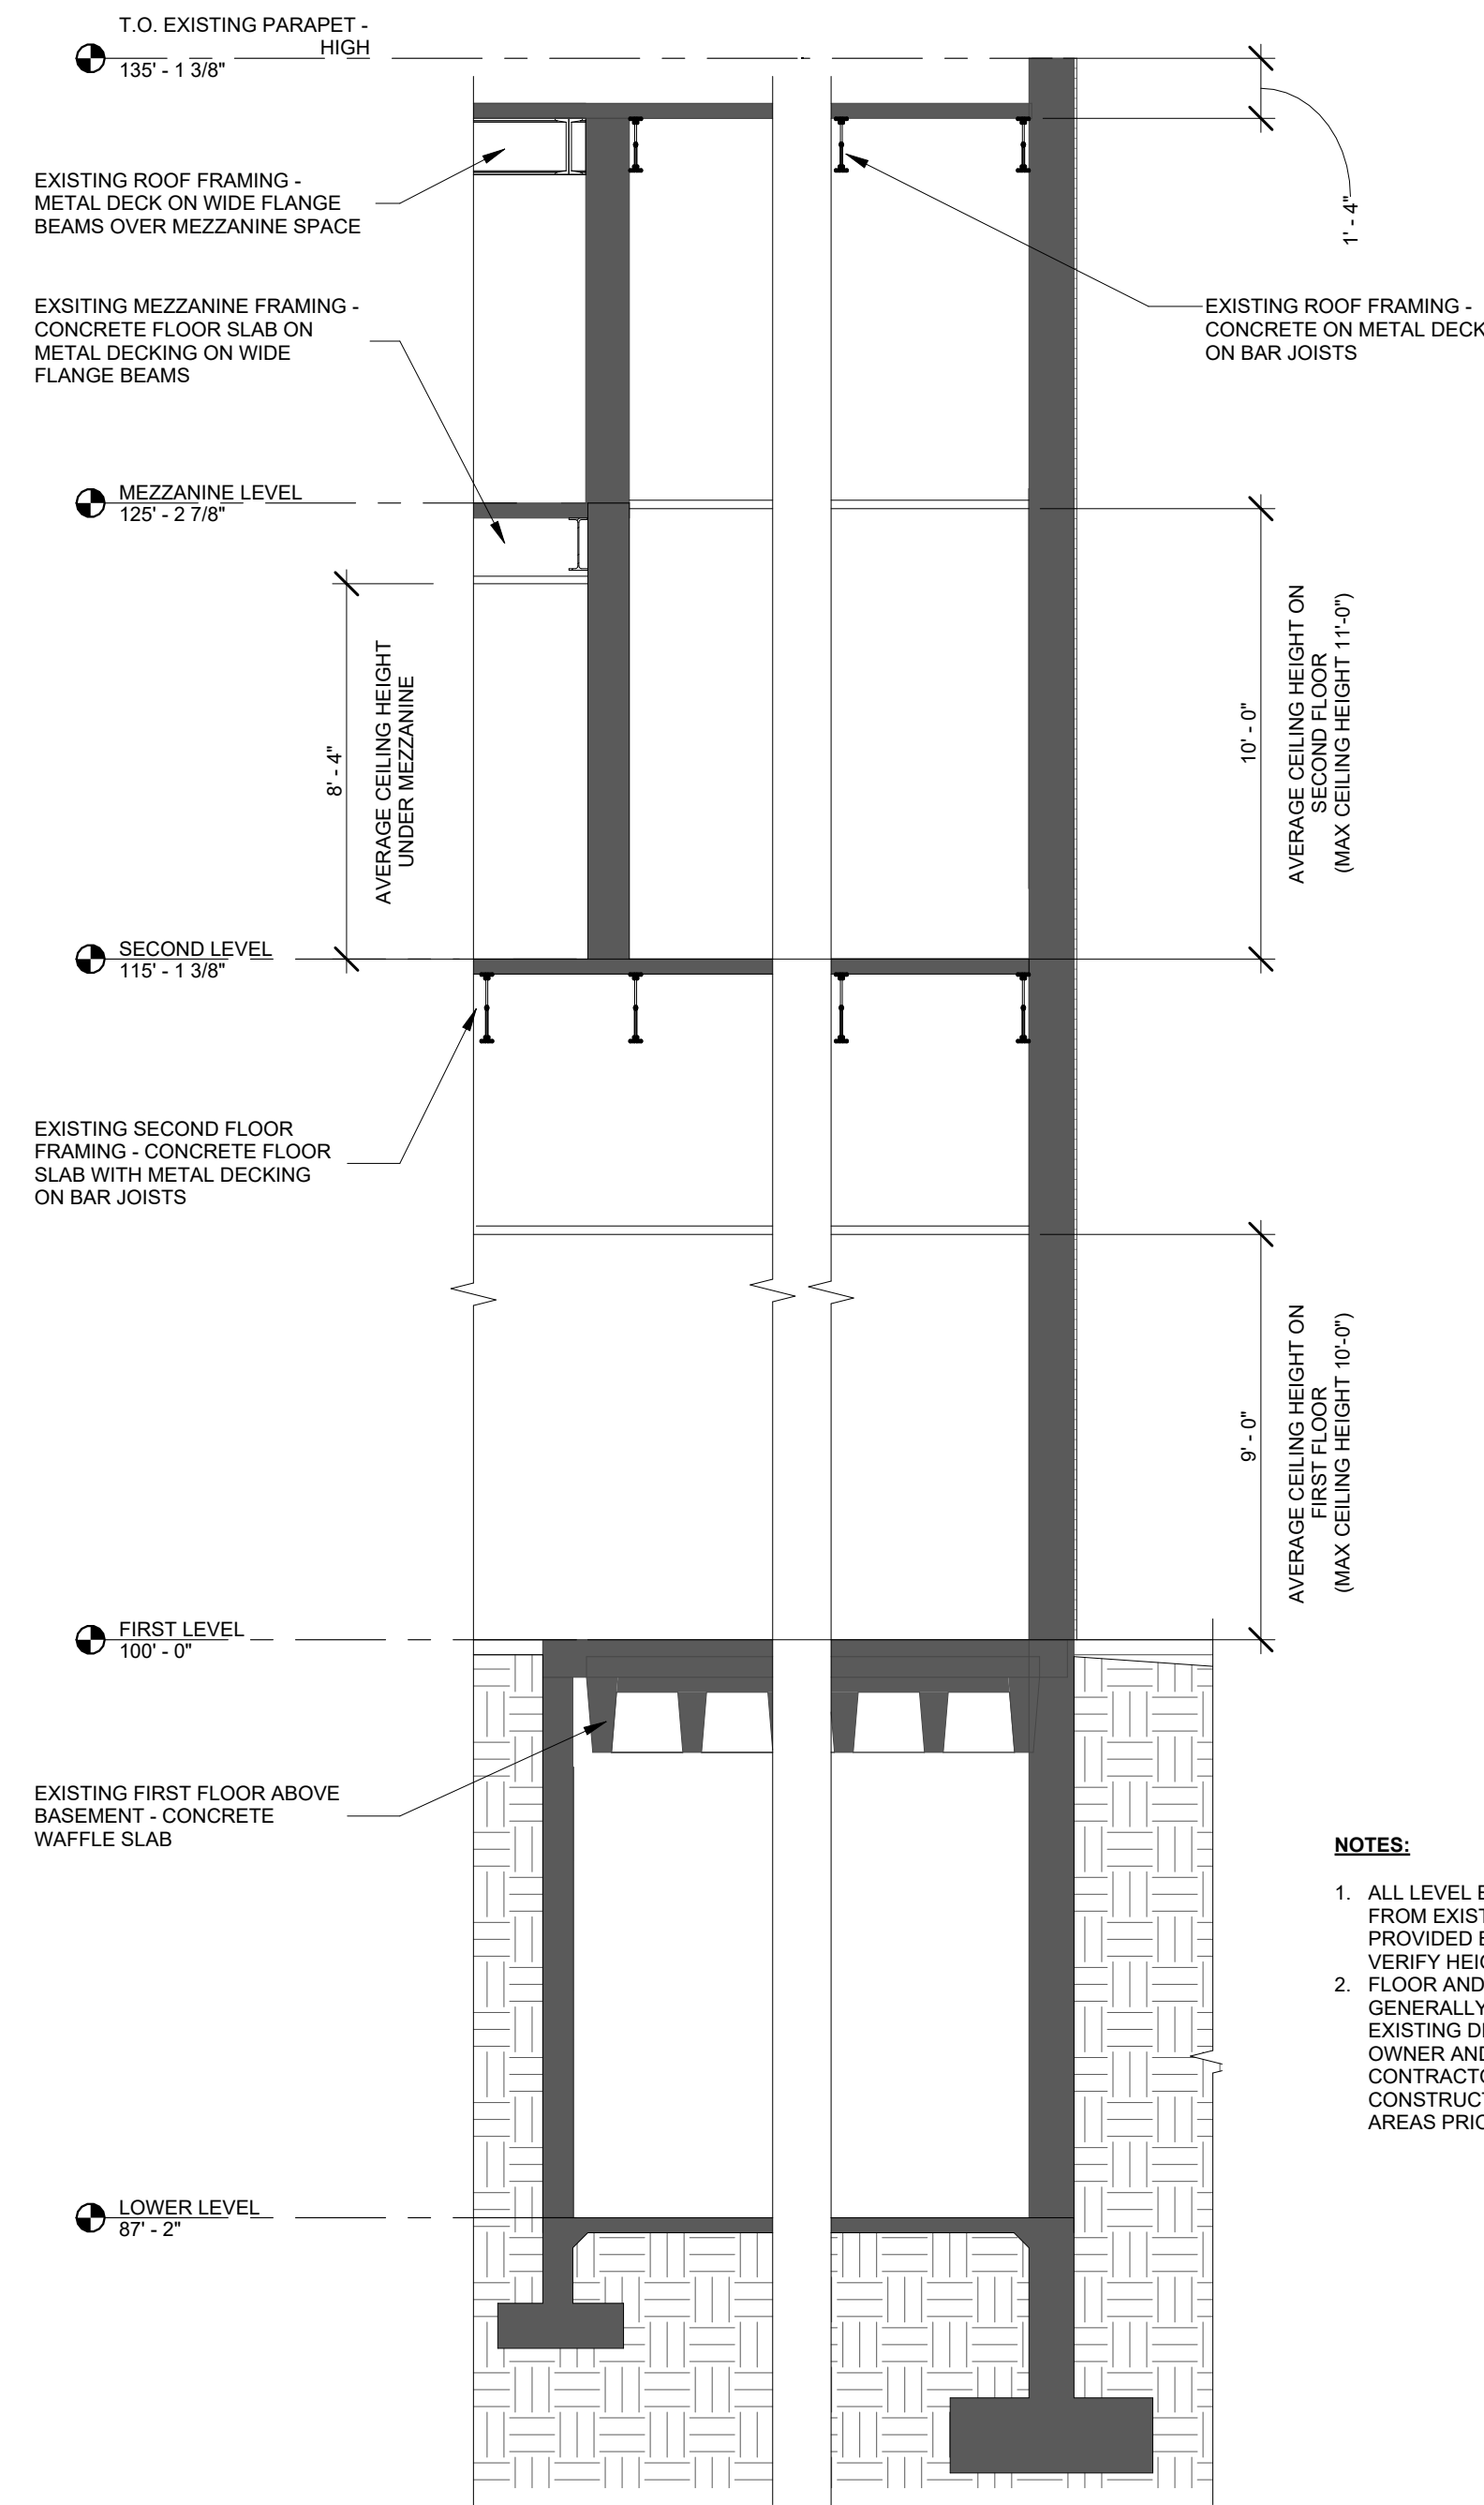 T.O. EXISTING PARAPET -
HIGH
135' - 1 3/8"
EXISTING ROOF FRAMING -
METAL DECK ON WIDE FLANGE
BEAMS OVER MEZZANINE SPACE
1' - 4"
EXSITING MEZZANINE FRAMING -
CONCRETE FLOOR SLAB ON
METAL DECKING ON WIDE
FLANGE BEAMS
EXISTING ROOF FRAMING -
CONCRETE ON METAL DECK
ON BAR JOISTS
MEZZANINE LEVEL
125' - 2 7/8"
8' - 4"
AVERAGE CEILING HEIGHT
UNDER MEZZANINE
10' - 0"
AVERAGE CEILING HEIGHT ON
SECOND FLOOR
(MAX CEILING HEIGHT 11'-0")
SECOND LEVEL
115' - 1 3/8"
EXISTING SECOND FLOOR
FRAMING - CONCRETE FLOOR
SLAB WITH METAL DECKING
ON BAR JOISTS
9' - 0"
AVERAGE CEILING HEIGHT ON
FIRST FLOOR
(MAX CEILING HEIGHT 10'-0")
FIRST LEVEL
100' - 0"
EXISTING FIRST FLOOR ABOVE
BASEMENT - CONCRETE
WAFFLE SLAB
NOTES:
1. ALL LEVEL
FROM
PROVIDED
VERIFY
2. FLOOR AND
GENERALLY
EXISTING
OWNER AND
AREAS
LOWER LEVEL
87' - 2"